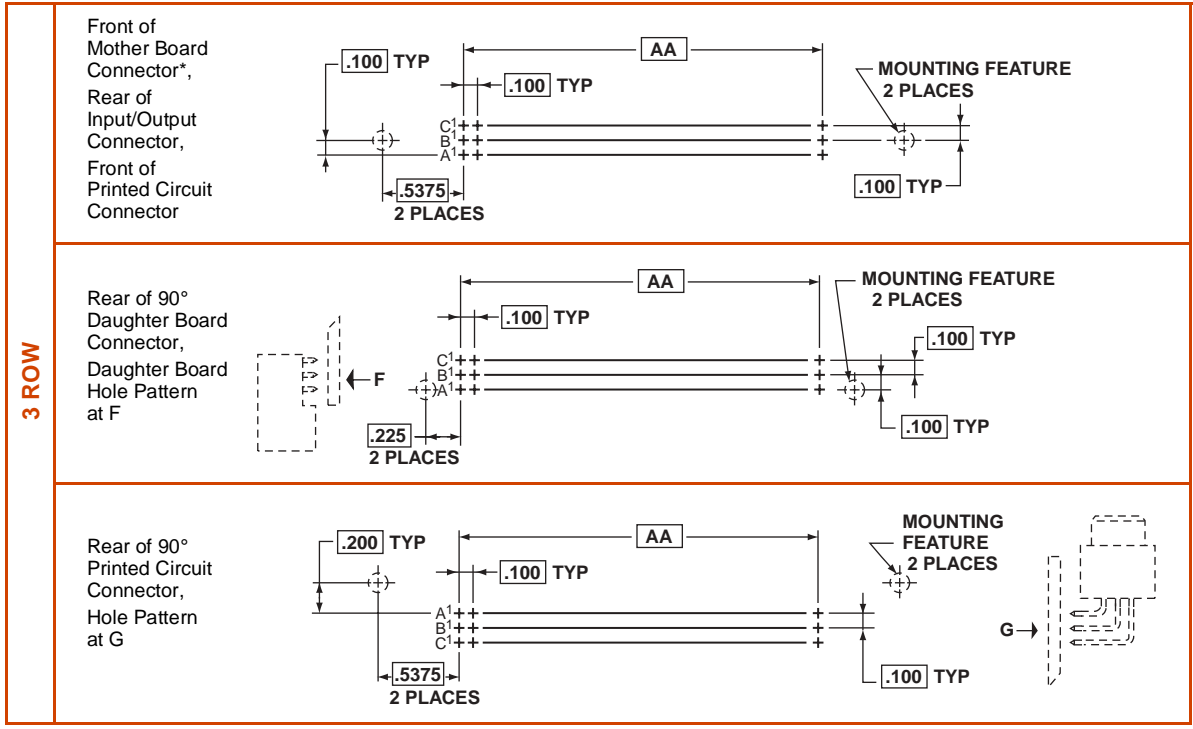 3 ROW
Front of
Mother Board
Connector*,
Rear of
Input/Output
Connector,
Front of
Printed Circuit
Connector
.100 TYP
AA
.100 TYP
MOUNTING FEATURE
2 PLACES
C1
B1
A1
.5375
2 PLACES
.100 TYP
Rear of 90°
Daughter Board
Connector,
Daughter Board
Hole Pattern
at F
F
AA
.100 TYP
MOUNTING FEATURE
2 PLACES
.100 TYP
C1
B1
A1
.225
2 PLACES
.100 TYP
Rear of 90°
Printed Circuit
Connector,
Hole Pattern
at G
.200 TYP
AA
.100 TYP
MOUNTING
FEATURE
2 PLACES
A1
B1
C1
.5375
2 PLACES
.100 TYP
G